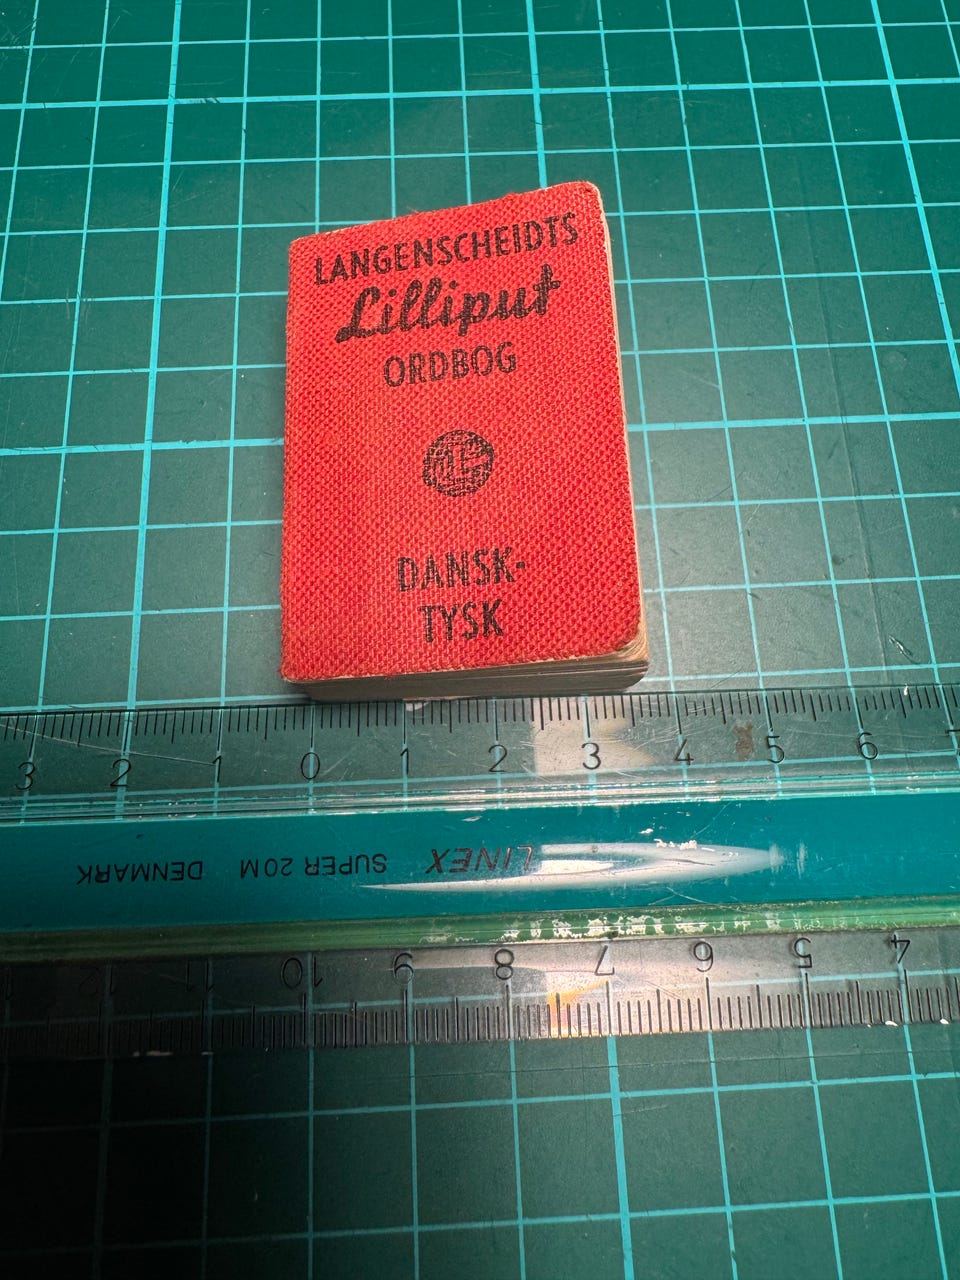 LANGENSCHEIDTS
Lilliput
ORDBOG
L
DANSK-
TYSK
3 2 1 0 1 2 3 4 5 6
LINEX SUPER 20M DENMARK
11 10 9 8 7 6 5 4